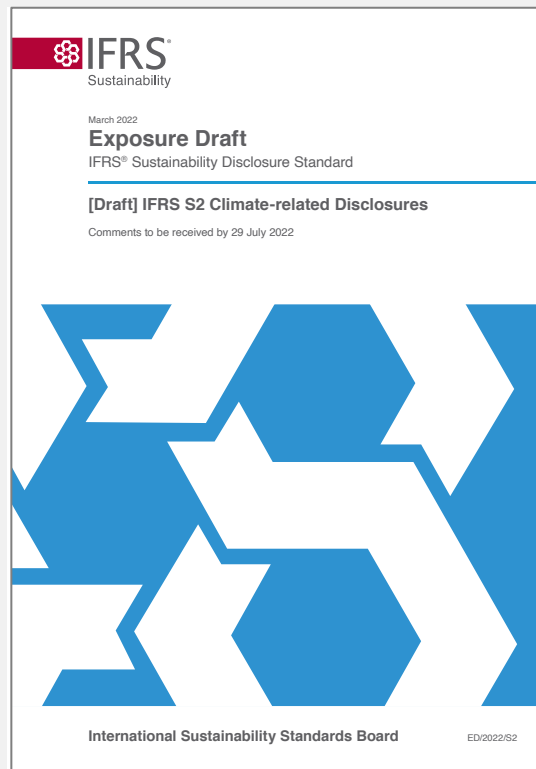 IFRS®
Sustainability
March 2022
Exposure Draft
IFRS® Sustainability Disclosure Standard
[Draft] IFRS S2 Climate-related Disclosures
Comments to be received by 29 July 2022
International Sustainability Standards Board
ED/2022/S2